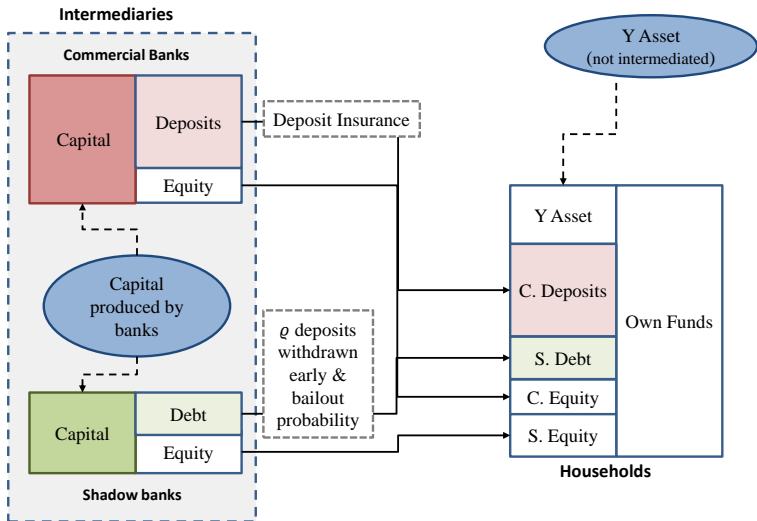 Intermediaries
Commercial Banks
Capital
Deposits
Equity
Deposit Insurance
Y Asset
(not intermediated)
Capital
produced by
banks
ϱ deposits
withdrawn
early &
bailout
probability
Capital
Debt
Equity
Shadow banks
Y Asset
C. Deposits
S. Debt
C. Equity
S. Equity
Own Funds
Households